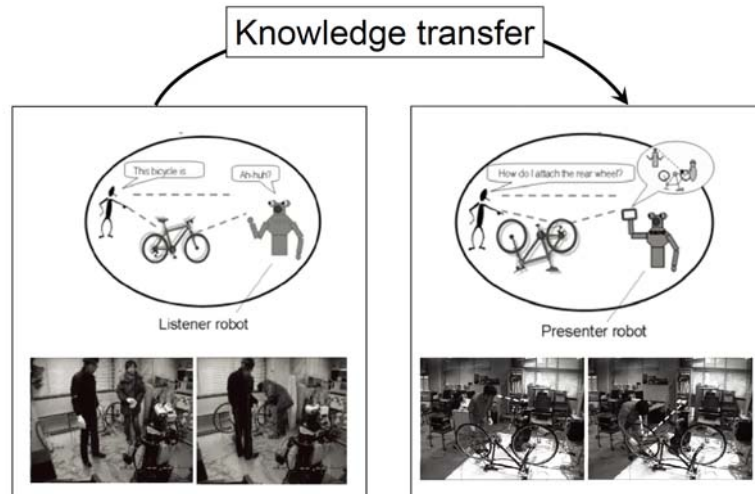 Knowledge transfer
This bicycle is
Ah-huh?
Listener robot
How do I attach the rear wheel?
Presenter robot